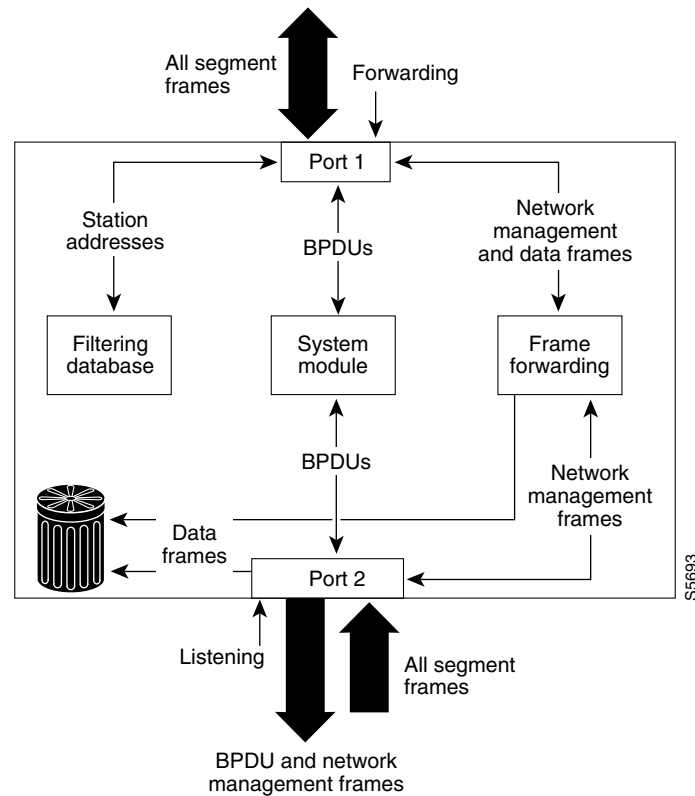 All segment
frames
Forwarding
Port 1
Station
addresses
BPDUs
Network
management
and data frames
Filtering
database
System
module
Frame
forwarding
BPDUs
Network
management
frames
Data
frames
Port 2
S5693
Listening
All segment
frames
BPDU and network
management frames